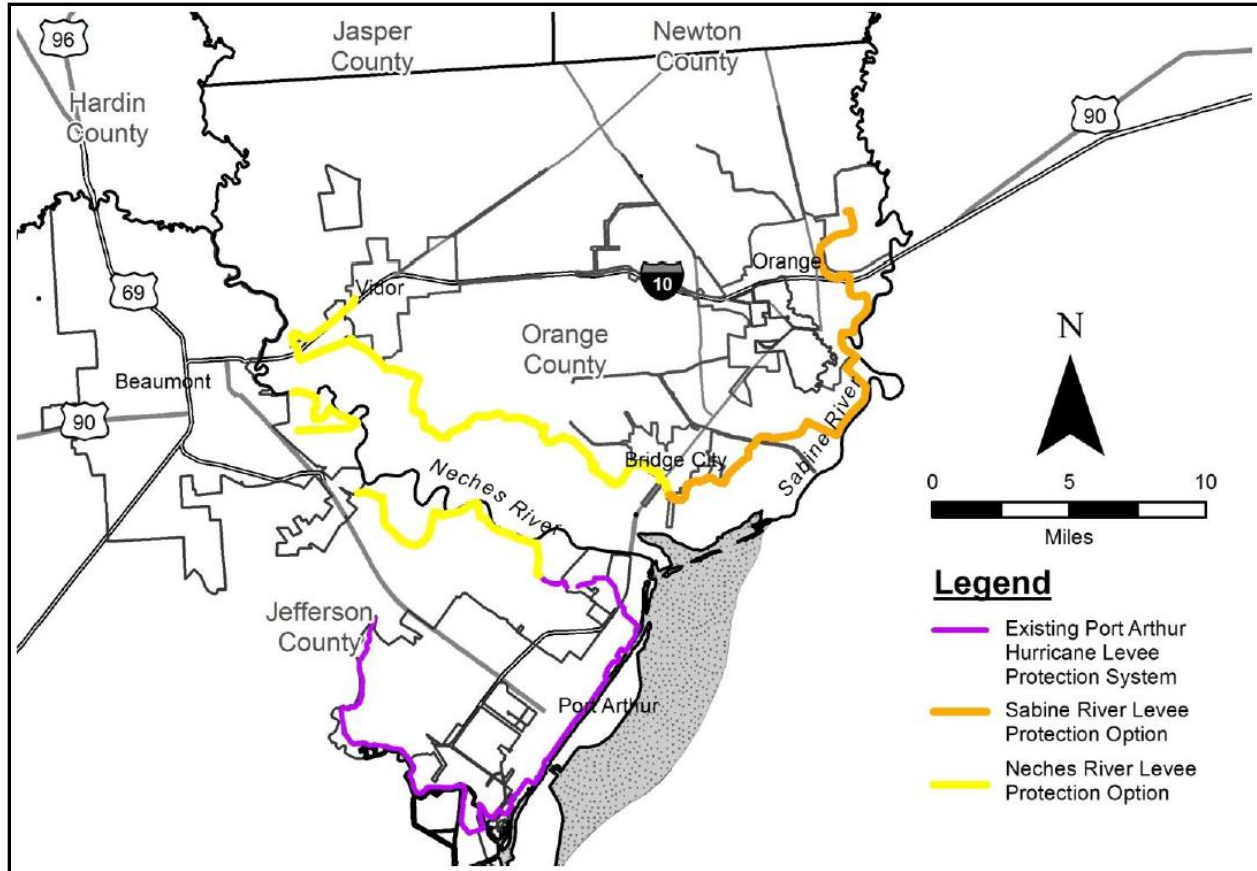 96
Jasper
County
Newton
County
Hardin
County
90
69
Vidor
10
Orange
Orange
County
Beaumont
90
Bridge City
Sabine River
Neches River
Jefferson
County
Port Arthur
N
0 5 10
Miles
Legend
Existing Port Arthur
Hurricane Levee
Protection System
Sabine River Levee
Protection Option
Neches River Levee
Protection Option